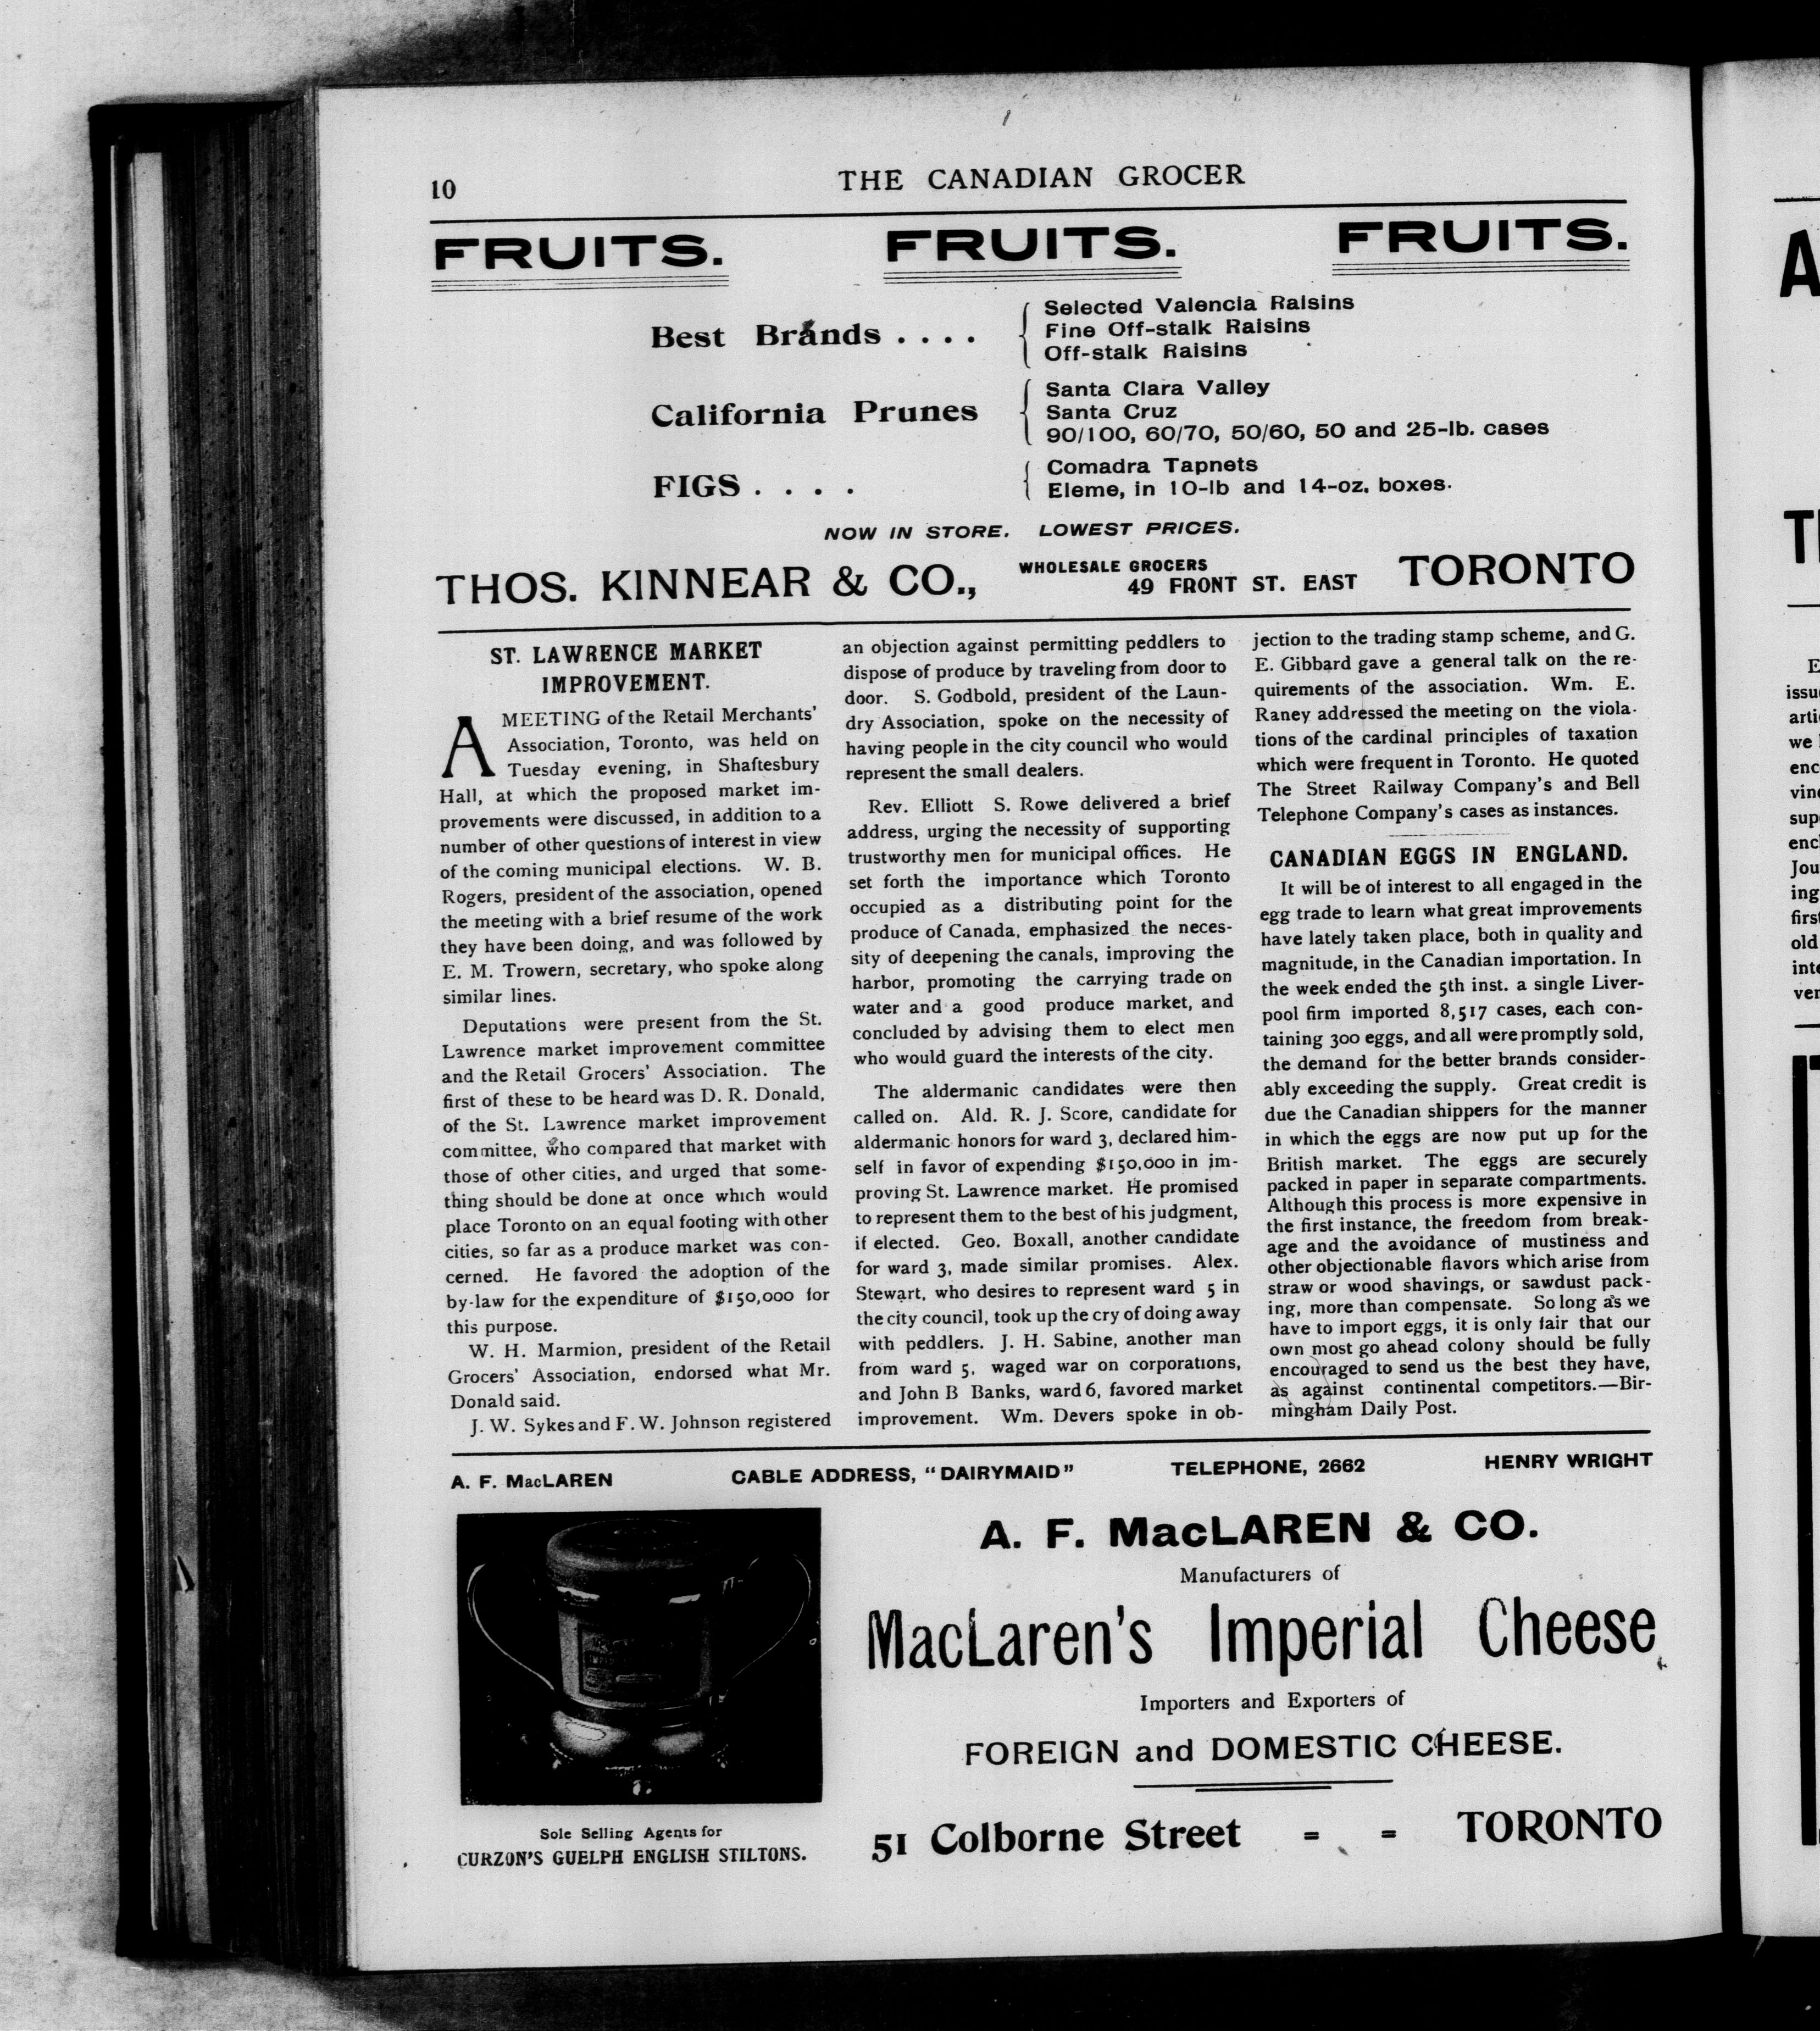 10
THE CANADIAN GROCER
FRUITS. FRUITS. FRUITS.
Best Brands . . . .
Selected Valencia Raisins
Fine Off-stalk Raisins
Off-stalk Raisins
California Prunes
Santa Clara Valley
Santa Cruz
90/100, 60/70, 50/60, 50 and 25-lb. cases
FIGS . . . .
Comadra Tapnets
Eleme, in 10-lb and 14-oz. boxes.
NOW IN STORE. LOWEST PRICES.
THOS. KINNEAR & CO.,
WHOLESALE GROCERS
49 FRONT ST. EAST
TORONTO
ST. LAWRENCE MARKET
IMPROVEMENT.
A MEETING of the Retail Merchants'
Association, Toronto, was held on
Tuesday evening, in Shaftesbury
Hall, at which the proposed market im-
provements were discussed, in addition to a
number of other questions of interest in view
of the coming municipal elections. W. B.
Rogers, president of the association, opened
the meeting with a brief resume of the work
they have been doing, and was followed by
E. M. Trowern, secretary, who spoke along
similar lines.
Deputations were present from the St.
Lawrence market improvement committee
and the Retail Grocers' Association. The
first of these to be heard was D. R. Donald,
of the St. Lawrence market improvement
committee, who compared that market with
those of other cities, and urged that some-
thing should be done at once which would
place Toronto on an equal footing with other
cities, so far as a produce market was con-
cerned. He favored the adoption of the
by-law for the expenditure of $150,000 for
this purpose.
W. H. Marmion, president of the Retail
Grocers' Association, endorsed what Mr.
Donald said.
J. W. Sykes and F. W. Johnson registered
an objection against permitting peddlers to
dispose of produce by traveling from door to
door. S. Godbold, president of the Laun-
dry Association, spoke on the necessity of
having people in the city council who would
represent the small dealers.
Rev. Elliott S. Rowe delivered a brief
address, urging the necessity of supporting
trustworthy men for municipal offices. He
set forth the importance which Toronto
occupied as a distributing point for the
produce of Canada, emphasized the neces-
sity of deepening the canals, improving the
harbor, promoting the carrying trade on
water and a good produce market, and
concluded by advising them to elect men
who would guard the interests of the city.
The aldermanic candidates were then
called on. Ald. R. J. Score, candidate for
aldermanic honors for ward 3, declared him-
self in favor of expending $150,000 in im-
proving St. Lawrence market. He promised
to represent them to the best of his judgment,
if elected. Geo. Boxall, another candidate
for ward 3, made similar promises. Alex.
Stewart, who desires to represent ward 5 in
the city council, took up the cry of doing away
with peddlers. J. H. Sabine, another man
from ward 5, waged war on corporations,
and John B Banks, ward 6, favored market
improvement. Wm. Devers spoke in ob-
jection to the trading stamp scheme, and G.
E. Gibbard gave a general talk on the re-
quirements of the association. Wm. E.
Raney addressed the meeting on the viola-
tions of the cardinal principles of taxation
which were frequent in Toronto. He quoted
The Street Railway Company's and Bell
Telephone Company's cases as instances.
CANADIAN EGGS IN ENGLAND.
It will be of interest to all engaged in the
egg trade to learn what great improvements
have lately taken place, both in quality and
magnitude, in the Canadian importation. In
the week ended the 5th inst. a single Liver-
pool firm imported 8,517 cases, each con-
taining 300 eggs, and all were promptly sold,
the demand for the better brands consider-
ably exceeding the supply. Great credit is
due the Canadian shippers for the manner
in which the eggs are now put up for the
British market. The eggs are securely
packed in paper in separate compartments.
Although this process is more expensive in
the first instance, the freedom from break-
age and the avoidance of mustiness and
other objectionable flavors which arise from
straw or wood shavings, or sawdust pack-
ing, more than compensate. So long as we
have to import eggs, it is only fair that our
own most go ahead colony should be fully
encouraged to send us the best they have,
as against continental competitors.—Bir-
mingham Daily Post.
A. F. MacLAREN
CABLE ADDRESS, "DAIRYMAID"
TELEPHONE, 2662
HENRY WRIGHT
A. F. MacLAREN & CO.
Manufacturers of
MacLaren's Imperial Cheese
Importers and Exporters of
FOREIGN and DOMESTIC CHEESE.
51 Colborne Street = = TORONTO
Sole Selling Agents for
CURZON'S GUELPH ENGLISH STILTONS.